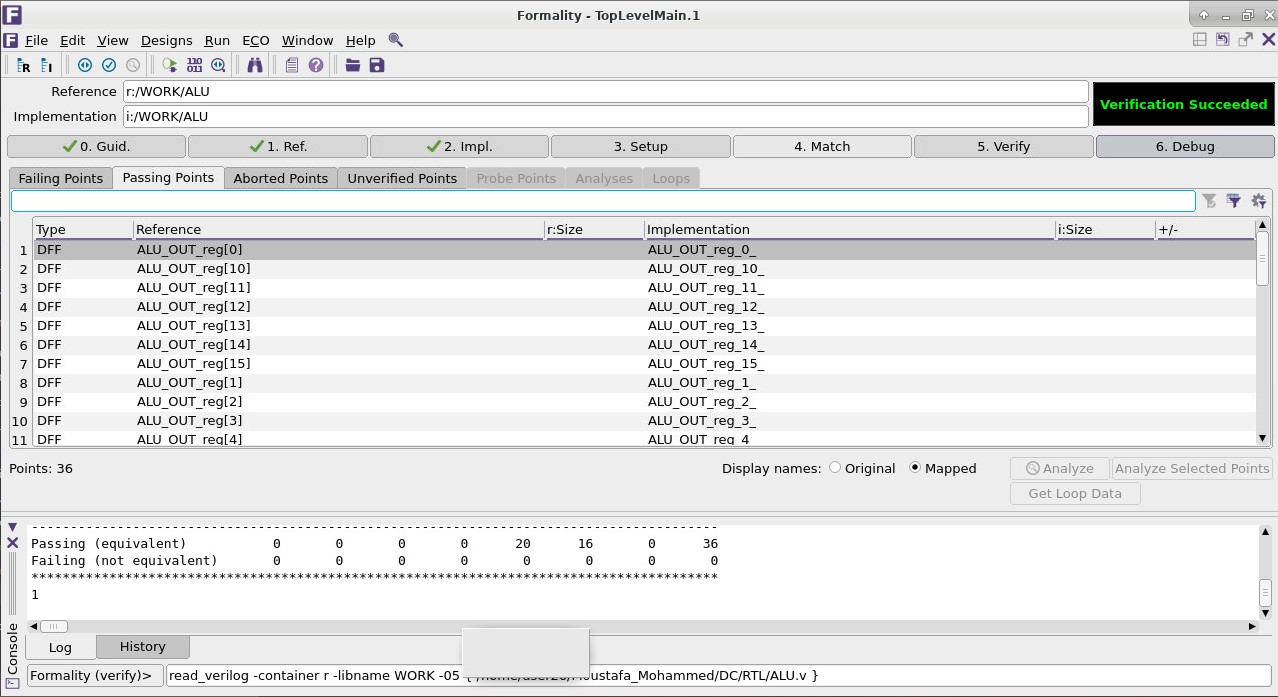 Formality - TopLevelMain.1
File Edit View Designs Run ECO Window Help
Reference r:/WORK/ALU
Verification Succeeded
Implementation i:/WORK/ALU
0. Guid. 1. Ref. 2. Impl. 3. Setup 4. Match 5. Verify 6. Debug
Failing Points Passing Points Aborted Points Unverified Points Probe Points Analyses Loops
Type Reference r:Size Implementation i:Size +/-
1 DFF ALU_OUT_reg[0] ALU_OUT_reg_0_
2 DFF ALU_OUT_reg[10] ALU_OUT_reg_10_
3 DFF ALU_OUT_reg[11] ALU_OUT_reg_11_
4 DFF ALU_OUT_reg[12] ALU_OUT_reg_12_
5 DFF ALU_OUT_reg[13] ALU_OUT_reg_13_
6 DFF ALU_OUT_reg[14] ALU_OUT_reg_14_
7 DFF ALU_OUT_reg[15] ALU_OUT_reg_15_
8 DFF ALU_OUT_reg[1] ALU_OUT_reg_1_
9 DFF ALU_OUT_reg[2] ALU_OUT_reg_2_
10 DFF ALU_OUT_reg[3] ALU_OUT_reg_3_
11 DFF ALU_OUT_reg[4] ALU_OUT_reg_4
Points: 36 Display names: Original Mapped Analyze Analyze Selected Points
Get Loop Data
--------------------------------------------------------------------------------
Passing (equivalent) 0 0 0 0 20 16 0 36
Failing (not equivalent) 0 0 0 0 0 0 0 0
****************************************************************************************
1
Console
Log History
Formality (verify)> read_verilog -container r -libname WORK -05 { /Moustafa_Mohammed/DC/RTL/ALU.v }